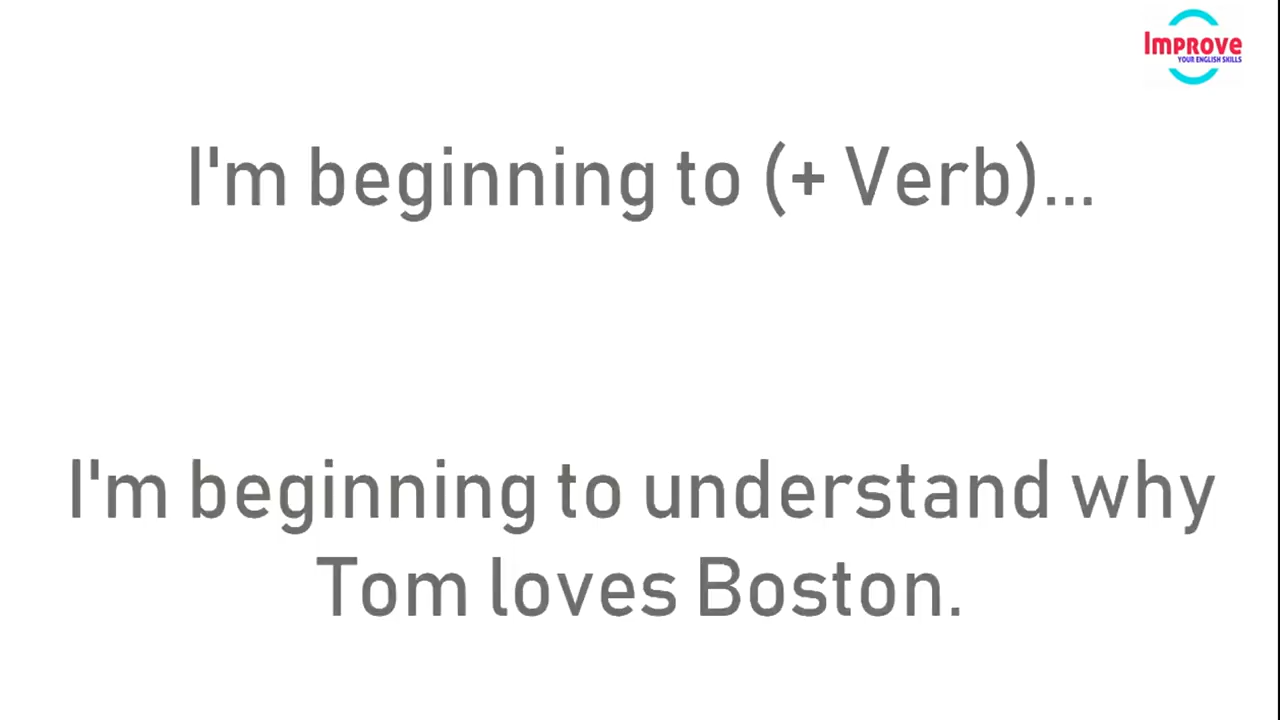 Improve
YOUR ENGLISH SKILLS
I'm beginning to (+ Verb)...
I'm beginning to understand why
Tom loves Boston.